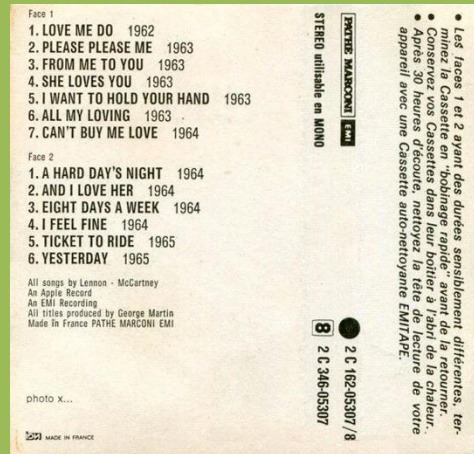 Face 1
1. LOVE ME DO 1962
2. PLEASE PLEASE ME 1963
3. FROM ME TO YOU 1963
4. SHE LOVES YOU 1963
5. I WANT TO HOLD YOUR HAND 1963
6. ALL MY LOVING 1963
7. CAN'T BUY ME LOVE 1964
Face 2
1. A HARD DAY'S NIGHT 1964
2. AND I LOVE HER 1964
3. EIGHT DAYS A WEEK 1964
4. I FEEL FINE 1964
5. TICKET TO RIDE 1965
6. YESTERDAY 1965
All songs by Lennon - McCartney
An Apple Record
An EMI Recording
All titles produced by George Martin
Made in France PATHE MARCONI EMI
photo x...
MADE IN FRANCE
PATHE MARCONI EMI
STEREO utilisable en MONO
2 C 162-05307/8
8 2 C 346-05307
• Les faces 1 et 2 ayant des durées sensiblement différentes, ter-
minez la Cassette en "bobinage rapide" avant de la retourner.
• Conservez vos Cassettes dans leur boîtier à l'abri de la chaleur.
• Après 30 heures d'écoute, nettoyez la tête de lecture de votre
appareil avec une Cassette auto-nettoyante EMITAPE.